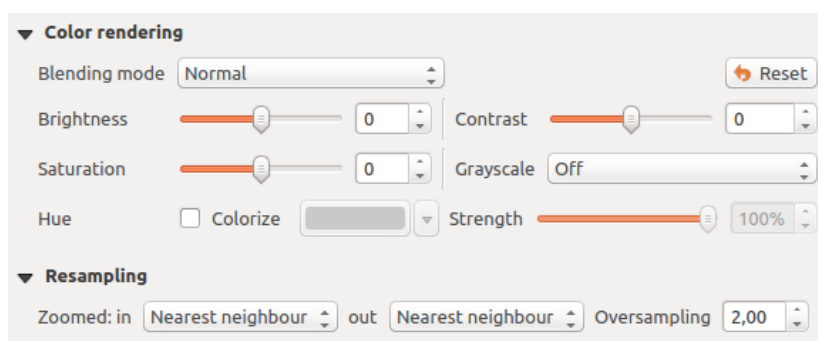 Color rendering
Blending mode Normal Reset
Brightness 0 Contrast 0
Saturation 0 Grayscale Off
Hue Colorize Strength 100%
Resampling
Zoomed: in Nearest neighbour out Nearest neighbour Oversampling 2,00